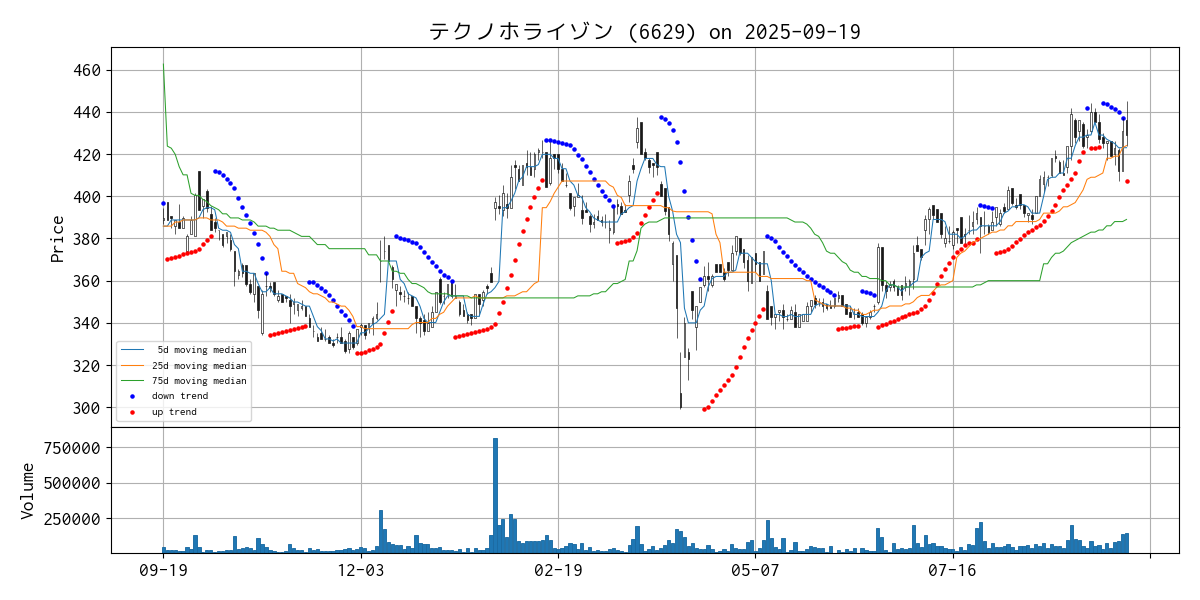 テクノホライゾン (6629) on 2025-09-19
Price
460
440
420
400
380
360
340
320
300
5d moving median
25d moving median
75d moving median
down trend
up trend
Volume
750000
500000
250000
09-19
12-03
02-19
05-07
07-16